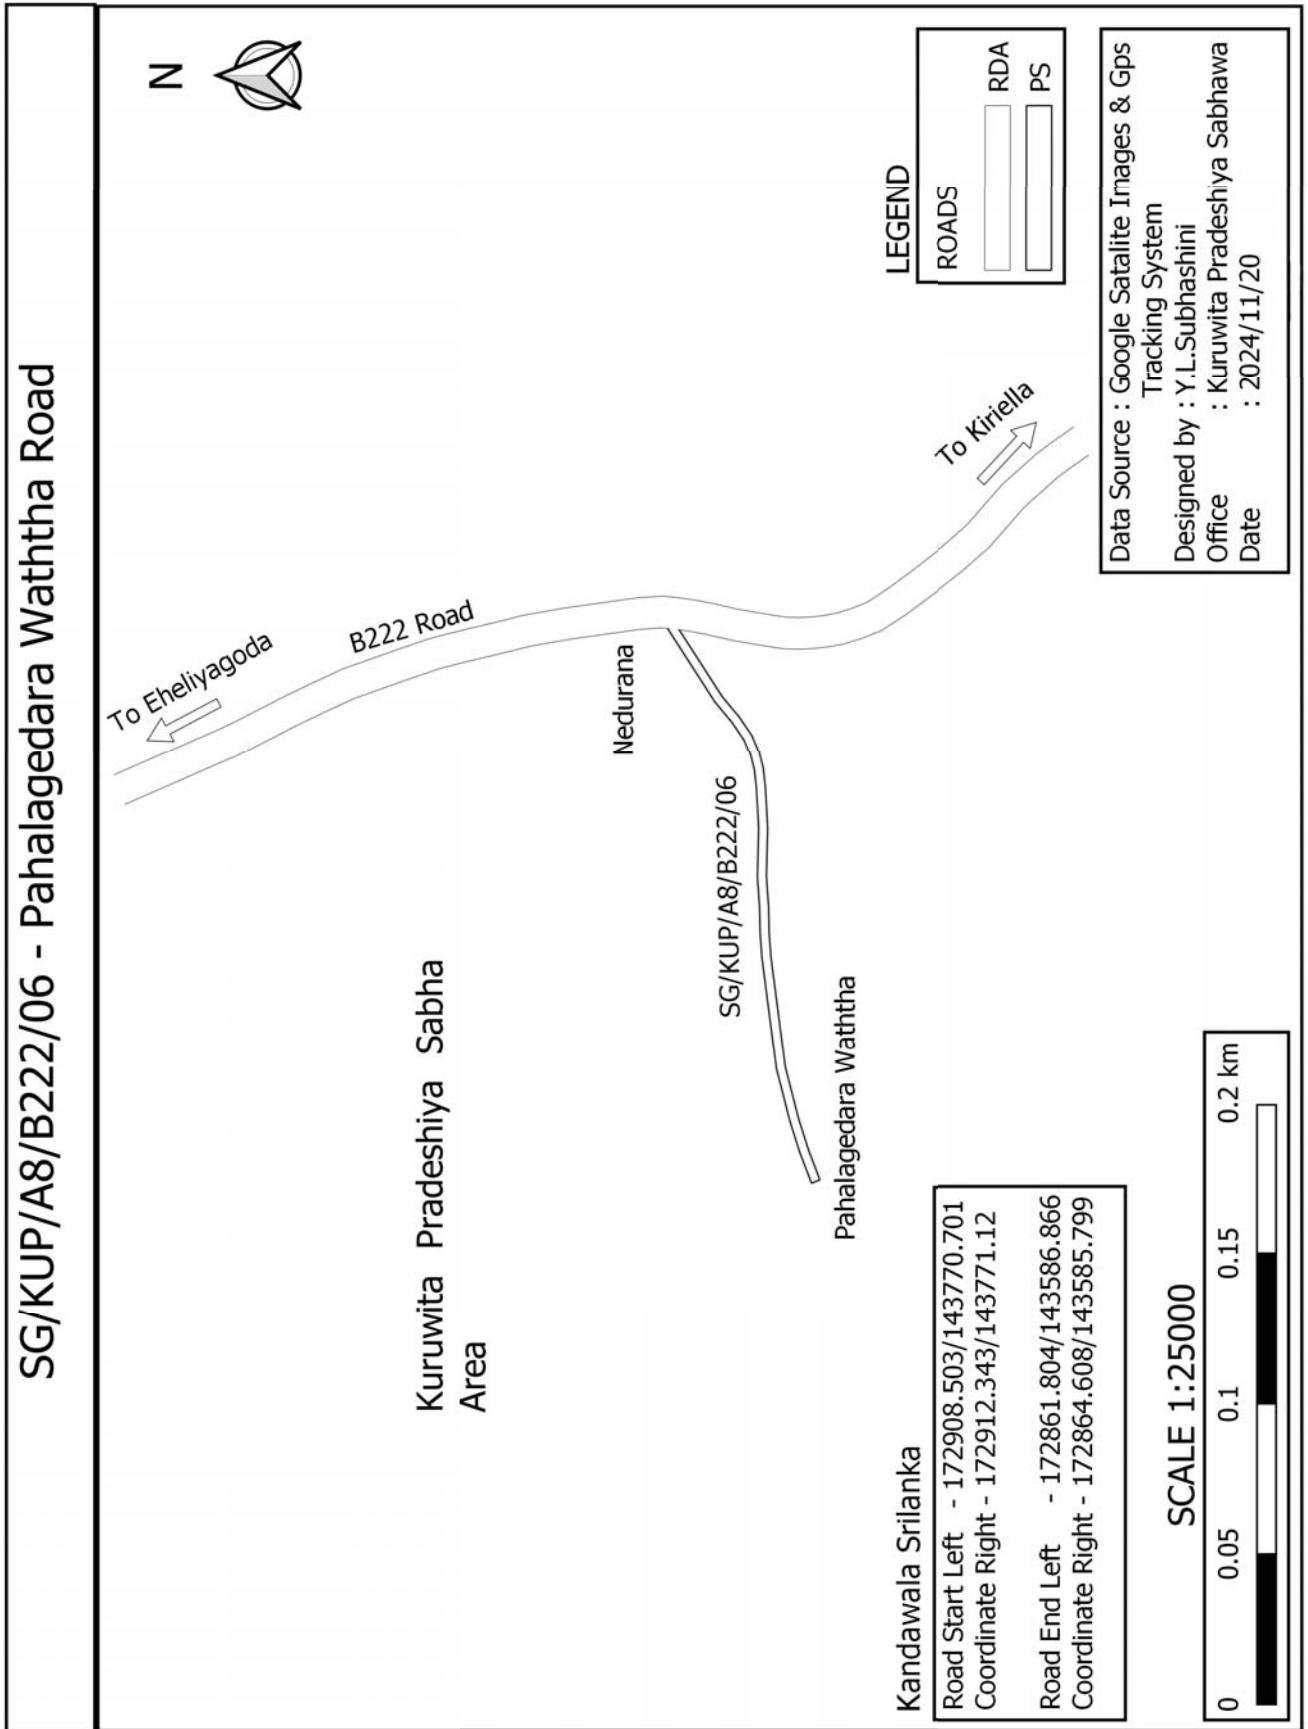 SG/KUP/A8/B222/06 - Pahalagedara Waththa Road
N
To Eheliyagoda
B222 Road
Kuruwita Pradeshiya Sabha
Area
Nedurana
SG/KUP/A8/B222/06
Pahalagedara Waththa
To Kiriella
LEGEND
ROADS
RDA
PS
Kandawala Srilanka
Road Start Left - 172908.503/143770.701
Coordinate Right - 172912.343/143771.12
Road End Left - 172861.804/143586.866
Coordinate Right - 172864.608/143585.799
SCALE 1:25000
0 0.05 0.1 0.15 0.2 km
Data Source : Google Satalite Images & Gps
Tracking System
Designed by : Y.L.Subhashini
Office : Kuruwita Pradeshiya Sabhawa
Date : 2024/11/20